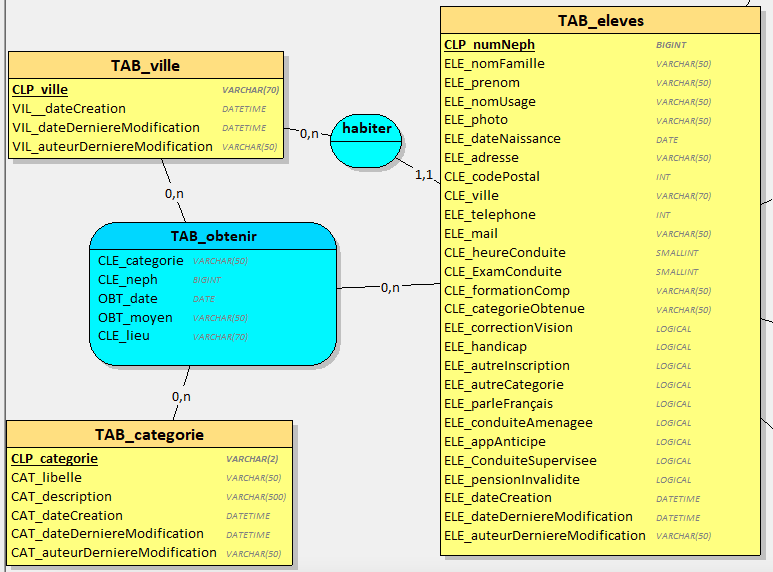 TAB_ville
CLP_ville VARCHAR(70)
VIL__dateCreation DATETIME
VIL_dateDerniereModification DATETIME
VIL_auteurDerniereModification VARCHAR(50)
0,n
habiter
1,1
0,n
TAB_obtenir
CLE_categorie VARCHAR(50)
CLE_neph BIGINT
OBT_date DATE
OBT_moyen VARCHAR(50)
CLE_lieu VARCHAR(70)
0,n
0,n
TAB_categorie
CLP_categorie VARCHAR(2)
CAT_libelle VARCHAR(50)
CAT_description VARCHAR(500)
CAT_dateCreation DATETIME
CAT_dateDerniereModification DATETIME
CAT_auteurDerniereModification VARCHAR(50)
TAB_eleves
CLP_numNeph BIGINT
ELE_nomFamille VARCHAR(50)
ELE_prenom VARCHAR(50)
ELE_nomUsage VARCHAR(50)
ELE_photo VARCHAR(50)
ELE_dateNaissance DATE
ELE_adresse VARCHAR(50)
CLE_codePostal INT
CLE_ville VARCHAR(70)
ELE_telephone INT
ELE_mail VARCHAR(50)
CLE_heureConduite SMALLINT
CLE_ExamConduite SMALLINT
CLE_formationComp VARCHAR(50)
CLE_categorieObtenue VARCHAR(50)
ELE_correctionVision LOGICAL
ELE_handicap LOGICAL
ELE_autreInscription LOGICAL
ELE_autreCategorie LOGICAL
ELE_parleFrançais LOGICAL
ELE_conduiteAmenagee LOGICAL
ELE_appAnticipe LOGICAL
ELE_ConduiteSupervisee LOGICAL
ELE_pensionInvalidite LOGICAL
ELE_dateCreation DATETIME
ELE_dateDerniereModification DATETIME
ELE_auteurDerniereModification VARCHAR(50)